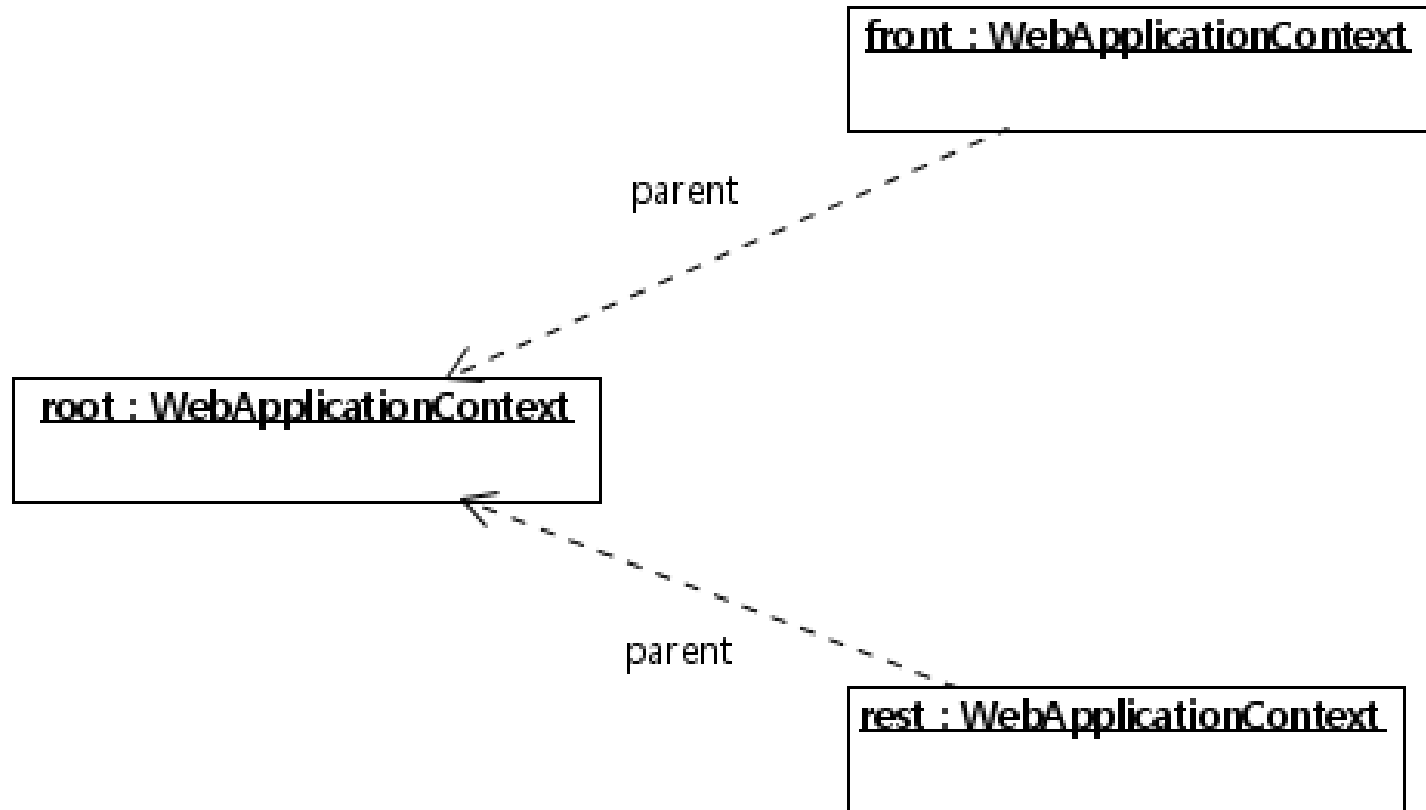 front : WebApplicationContext
parent
root : WebApplicationContext
parent
rest : WebApplicationContext